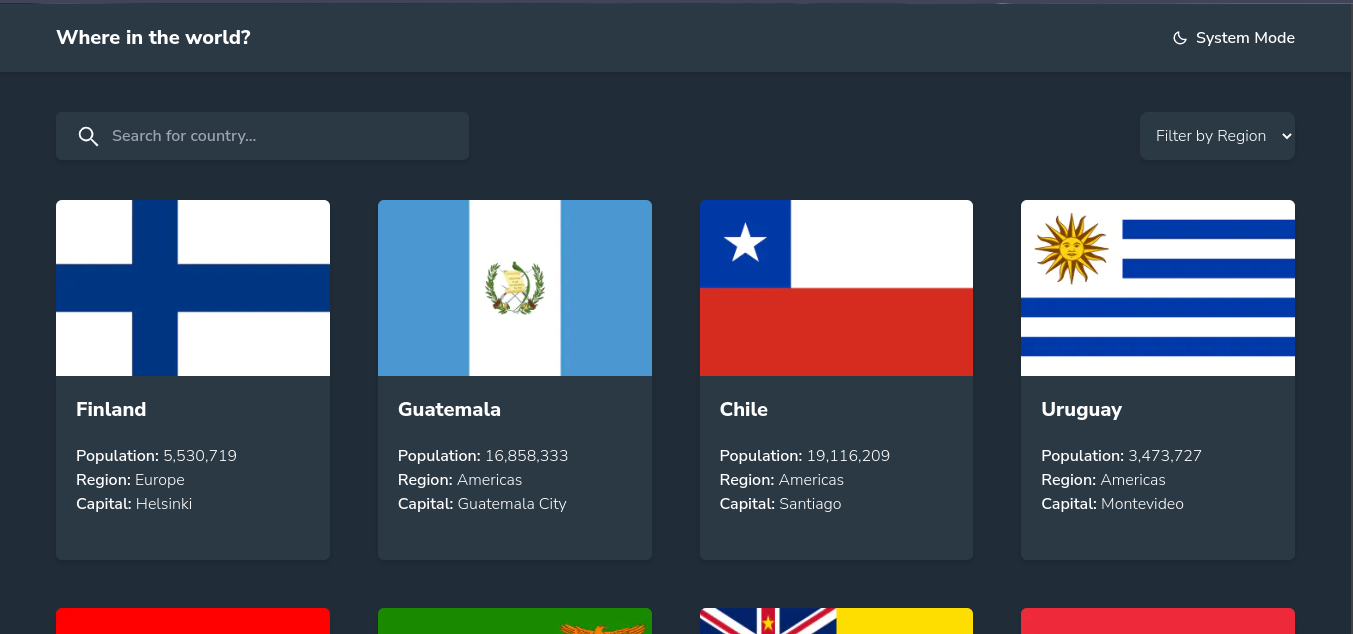 Where in the world?
System Mode
Search for country...
Filter by Region
Finland
Population: 5,530,719
Region: Europe
Capital: Helsinki
Guatemala
Population: 16,858,333
Region: Americas
Capital: Guatemala City
Chile
Population: 19,116,209
Region: Americas
Capital: Santiago
Uruguay
Population: 3,473,727
Region: Americas
Capital: Montevideo